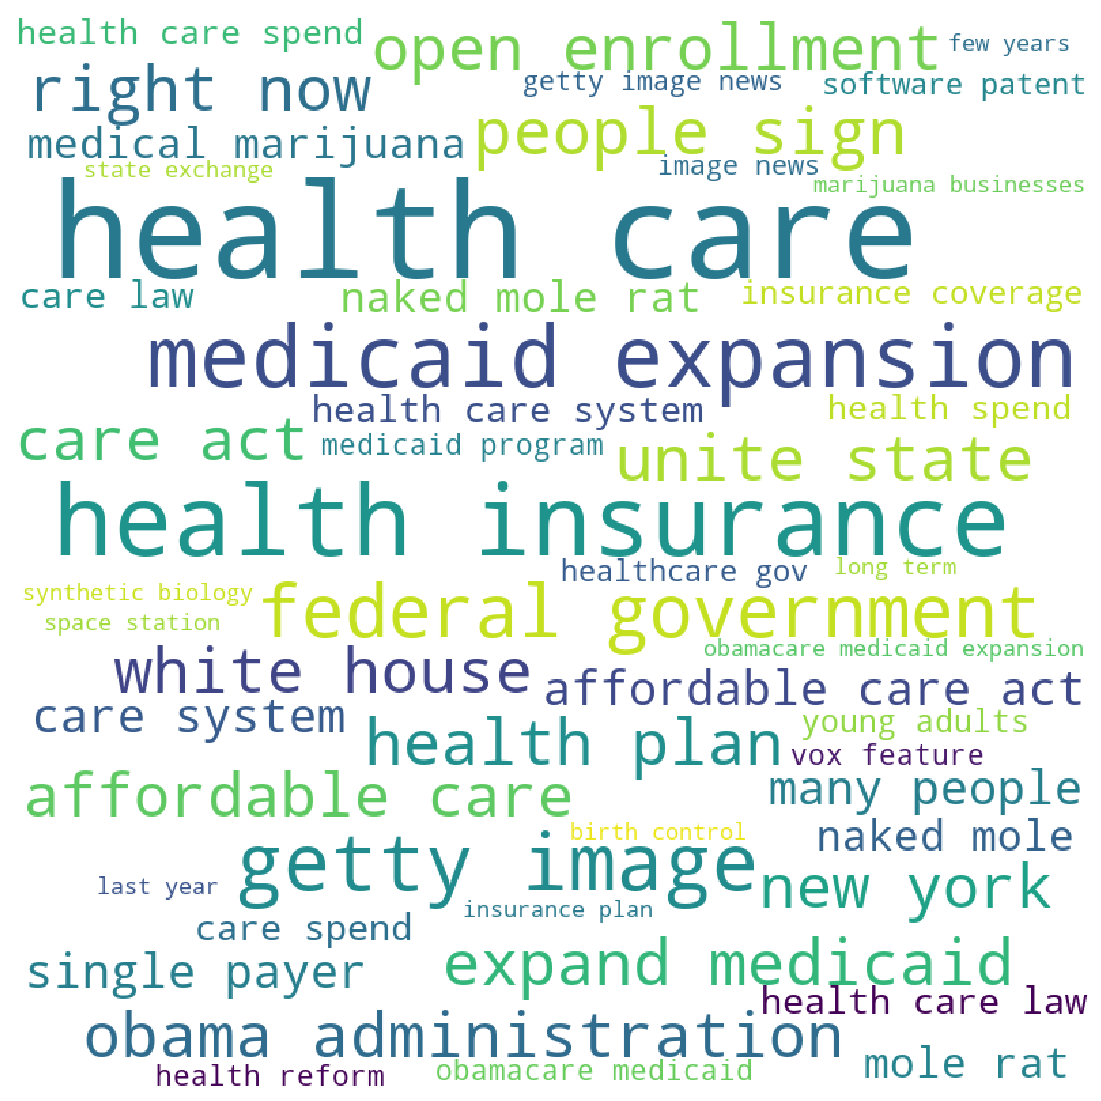 health care spend
open enrollment
few years
right now
getty image news
software patent
medical marijuana
people sign
state exchange
image news
marijuana businesses
health care
care law
naked mole rat
insurance coverage
medicaid expansion
health care system
health spend
care act
medicaid program
unite state
health insurance
healthcare gov
long term
synthetic biology
federal government
space station
obamacare medicaid expansion
white house
affordable care act
care system
health plan
young adults
vox feature
affordable care
many people
birth control
naked mole
getty image
new york
last year
insurance plan
care spend
single payer
expand medicaid
health care law
obama administration
mole rat
health reform
obamacare medicaid